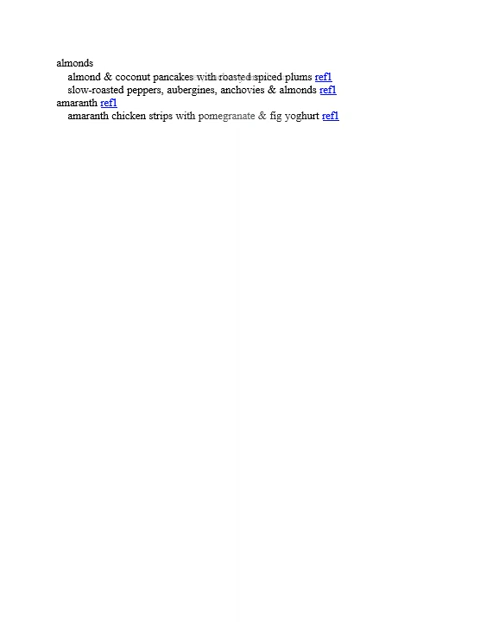 almonds
almond & coconut pancakes with roasted spiced plums ref1
slow-roasted peppers, aubergines, anchovies & almonds ref1
amaranth ref1
amaranth chicken strips with pomegranate & fig yoghurt ref1